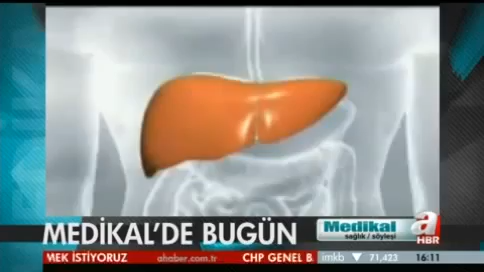 MEDİKAL'DE BUGÜN
Medikal
sağlık / söyleşi
a
HBR
MEK İSTİYORUZ
ahaber.com.tr
CHP GENEL B
imkb ▼ 71,423
16:11